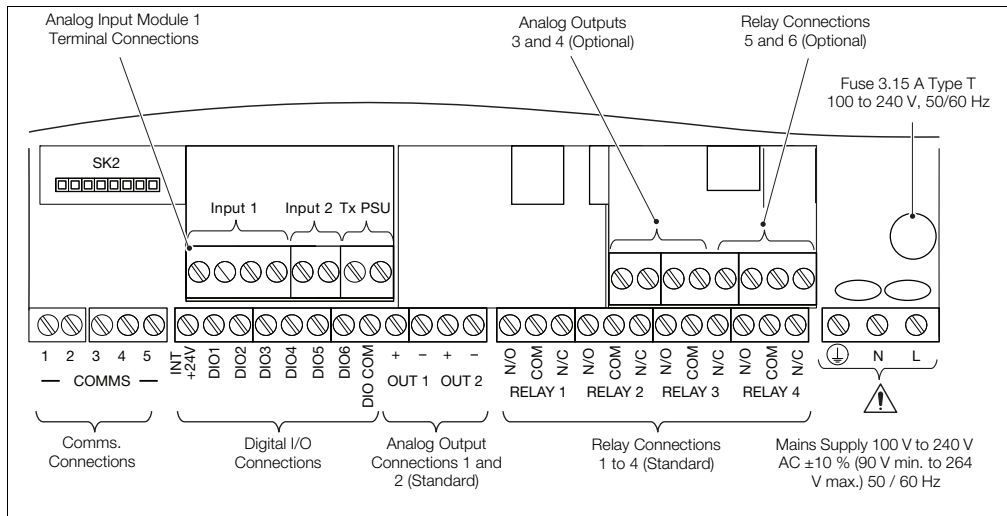 Analog Input Module 1
Terminal Connections
Analog Outputs
3 and 4 (Optional)
Relay Connections
5 and 6 (Optional)
Fuse 3.15 A Type T
100 to 240 V, 50/60 Hz
SK2
Input 1 Input 2 Tx PSU
1 2 3 4 5
COMMS
INT
+24V
DIO1
DIO2
DIO3
DIO4
DIO5
DIO6
DIO COM
+ − + −
OUT 1 OUT 2
N/O COM N/C N/O COM N/C N/O COM N/C N/O COM N/C
RELAY 1 RELAY 2 RELAY 3 RELAY 4
N L
Comms.
Connections
Digital I/O
Connections
Analog Output
Connections 1 and
2 (Standard)
Relay Connections
1 to 4 (Standard)
Mains Supply 100 V to 240 V
AC ±10 % (90 V min. to 264
V max.) 50 / 60 Hz